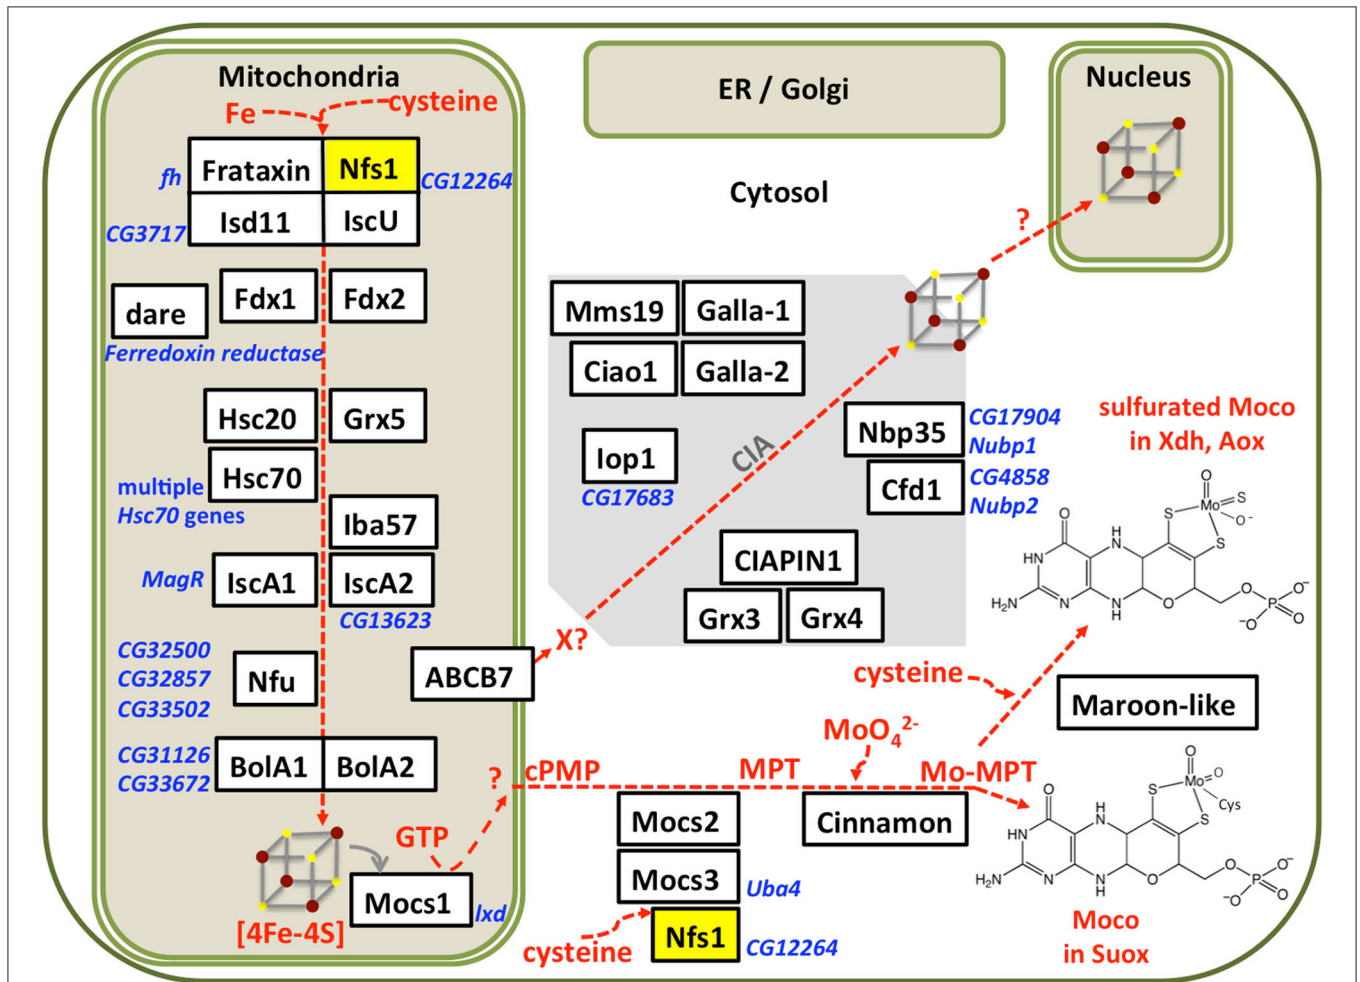 Mitochondria
Fe
cysteine
fh
Frataxin
Nfs1
CG12264
CG3717
Isd11
IscU
dare
Fdx1
Fdx2
Ferredoxin reductase
Hsc20
Grx5
multiple
Hsc70 genes
Hsc70
Iba57
MagR
IscA1
IscA2
CG13623
CG32500
CG32857
CG33502
Nfu
ABCB7
CG31126
CG33672
BolA1
BolA2
[4Fe-4S]
GTP
?
Mocs1
lxd
ER / Golgi
Cytosol
Nucleus
?
Mms19
Galla-1
Ciao1
Galla-2
Iop1
CG17683
CIA
Nbp35
CG17904
Nubp1
Cfd1
CG4858
Nubp2
CIAPIN1
Grx3
Grx4
X?
cPMP
MPT
MoO₄²⁻
Mo-MPT
cysteine
Mocs2
Mocs3
Uba4
Nfs1
CG12264
cysteine
Cinnamon
Maroon-like
sulfurated Moco
in Xdh, Aox
O
HN
H₂N
N
H
N
N
H
O
S
S
Mo
O
S
O⁻
O
P
O⁻
O
⁻O
O
HN
H₂N
N
H
N
N
H
O
S
S
Mo
O
O
Cys
O
P
O⁻
O
⁻O
Moco
in Suox